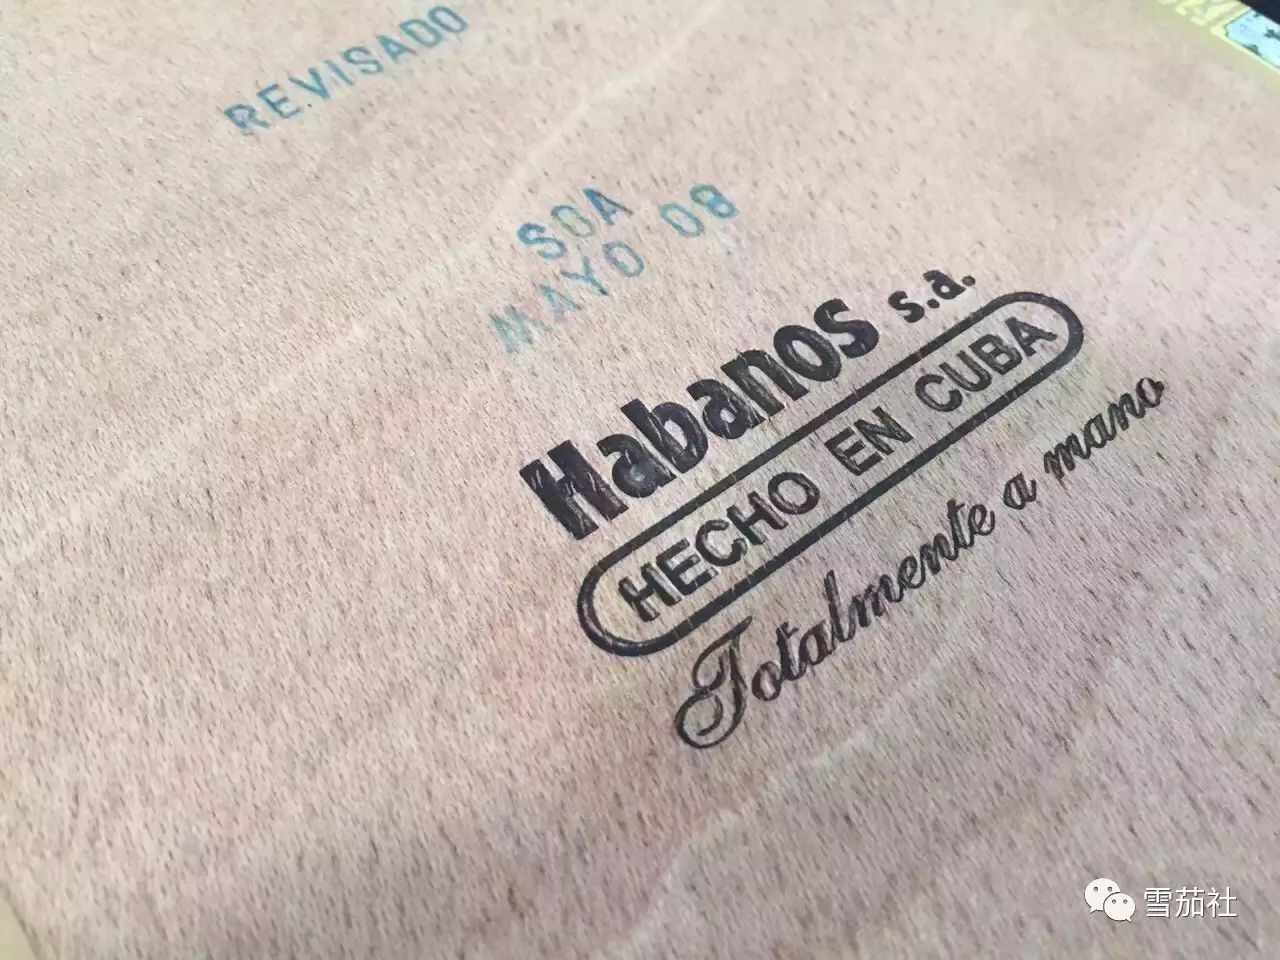 REVISADO
SOA
MAYO 08
Habanos s.a.
HECHO EN CUBA
Totalmente a mano
雪茄社